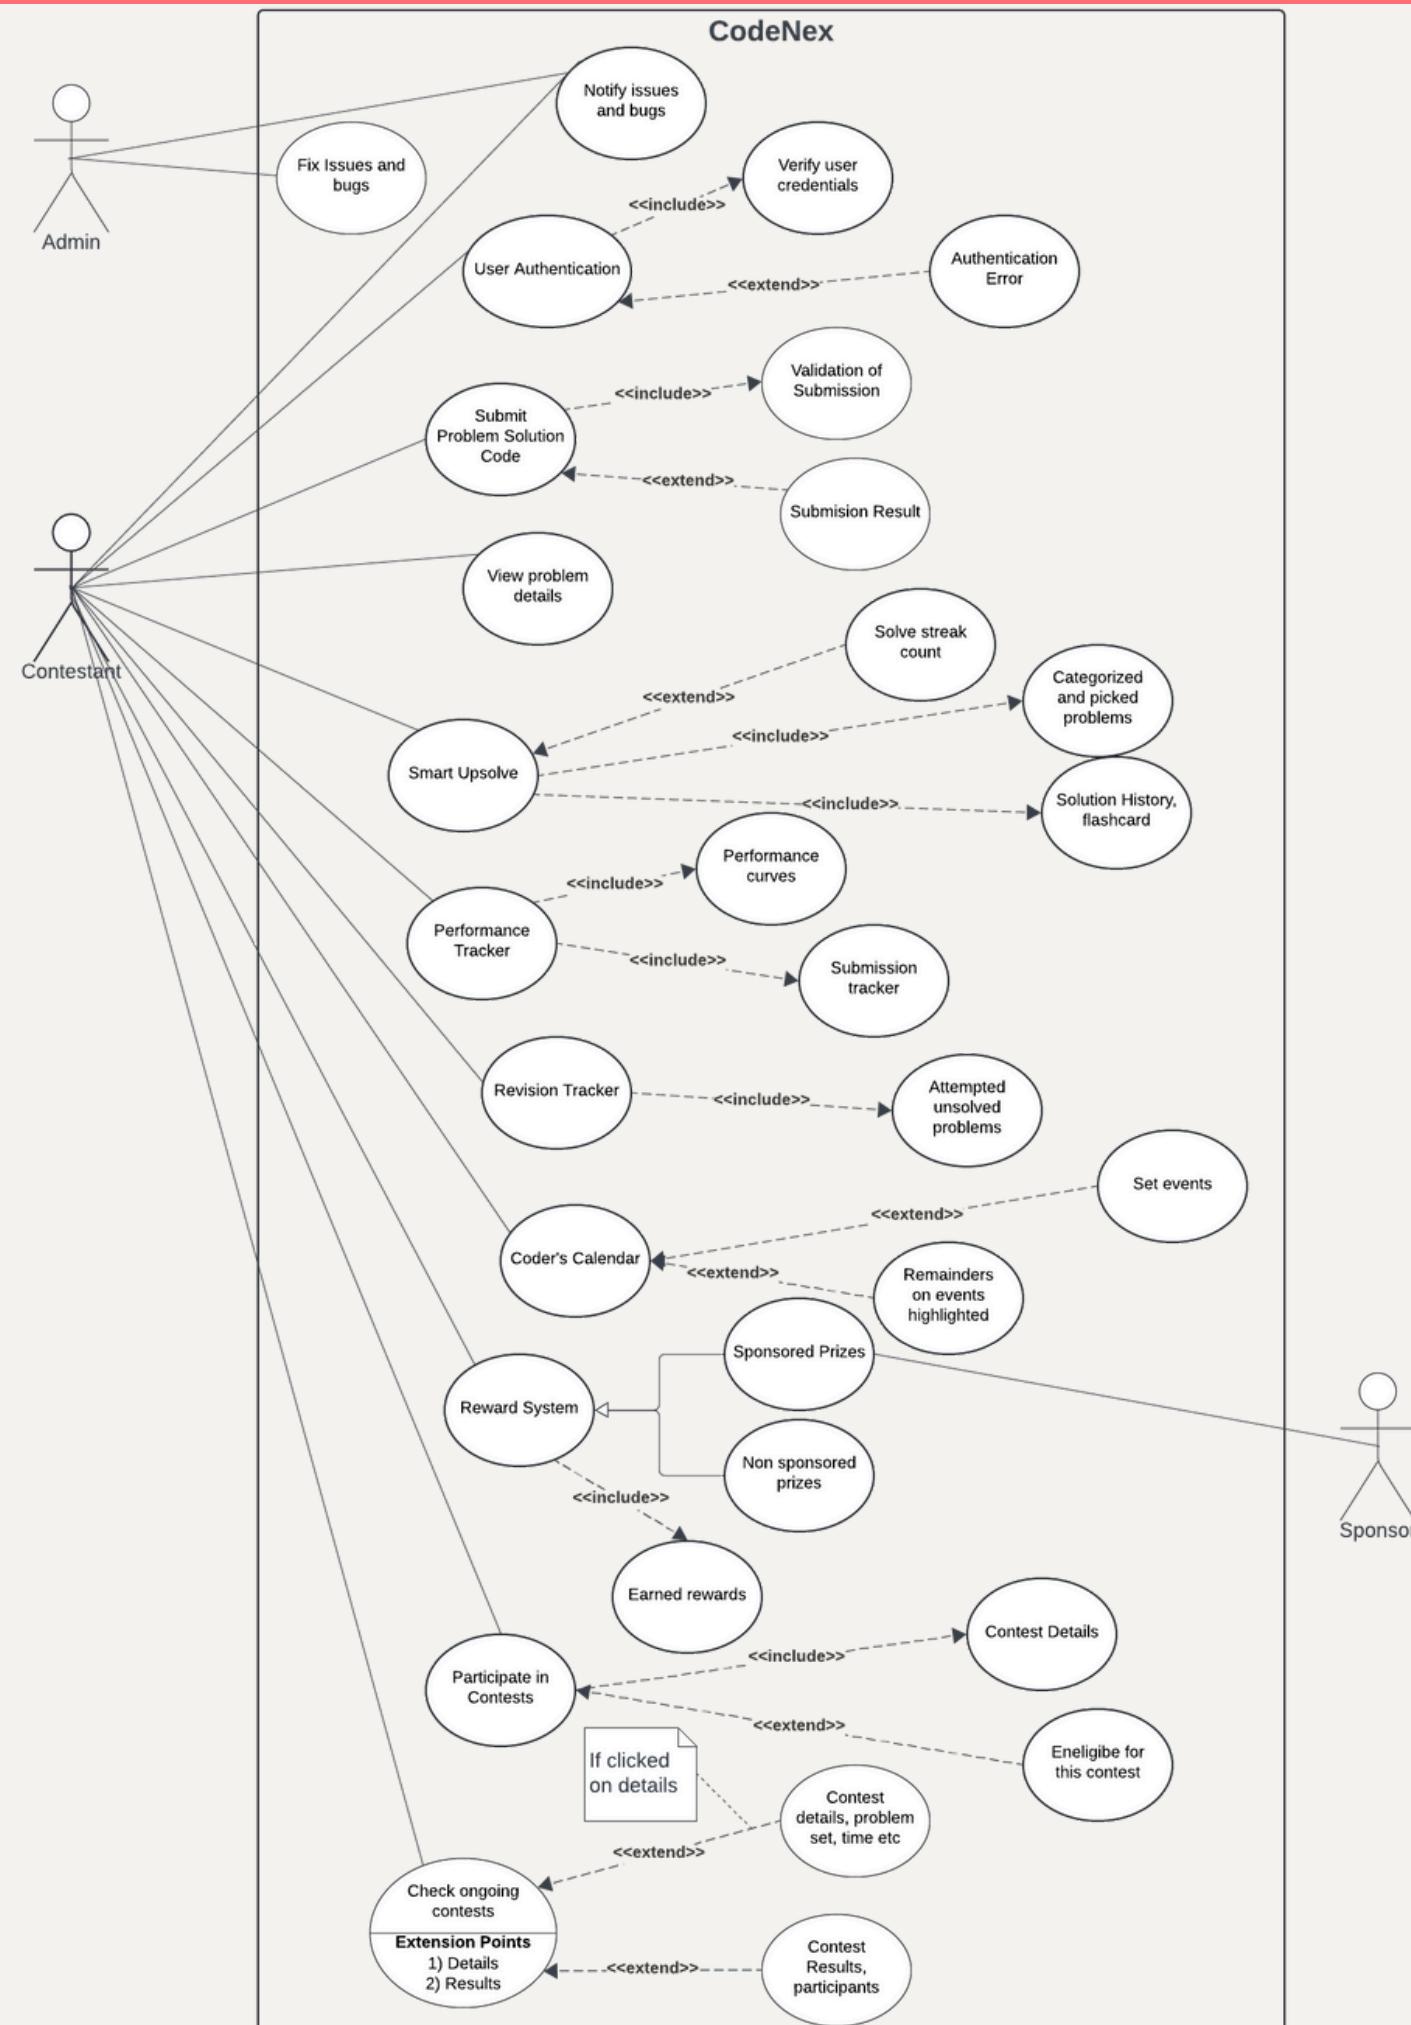 CodeNex
Notify issues
and bugs
Fix Issues and
bugs
Verify user
credentials
<<include>>
Admin
User Authentication
Authentication
Error
<<extend>>
Validation of
Submission
<<include>>
Submit
Problem Solution
Code
<<extend>>
Submision Result
View problem
details
Contestant
Solve streak
count
<<extend>>
Categorized
and picked
problems
<<include>>
Smart Upsolve
<<include>>
Solution History,
flashcard
Performance
curves
<<include>>
Performance
Tracker
<<include>>
Submission
tracker
Revision Tracker
<<include>>
Attempted
unsolved
problems
Set events
<<extend>>
Coder's Calendar
<<extend>>
Remainders
on events
highlighted
Sponsored Prizes
Reward System
Non sponsored
prizes
<<include>>
Sponsor
Earned rewards
Contest Details
<<include>>
Participate in
Contests
<<extend>>
Eneligibe for
this contest
If clicked
on details
Contest
details, problem
set, time etc
<<extend>>
Check ongoing
contests
Extension Points
1) Details
2) Results
<<extend>>
Contest
Results,
participants